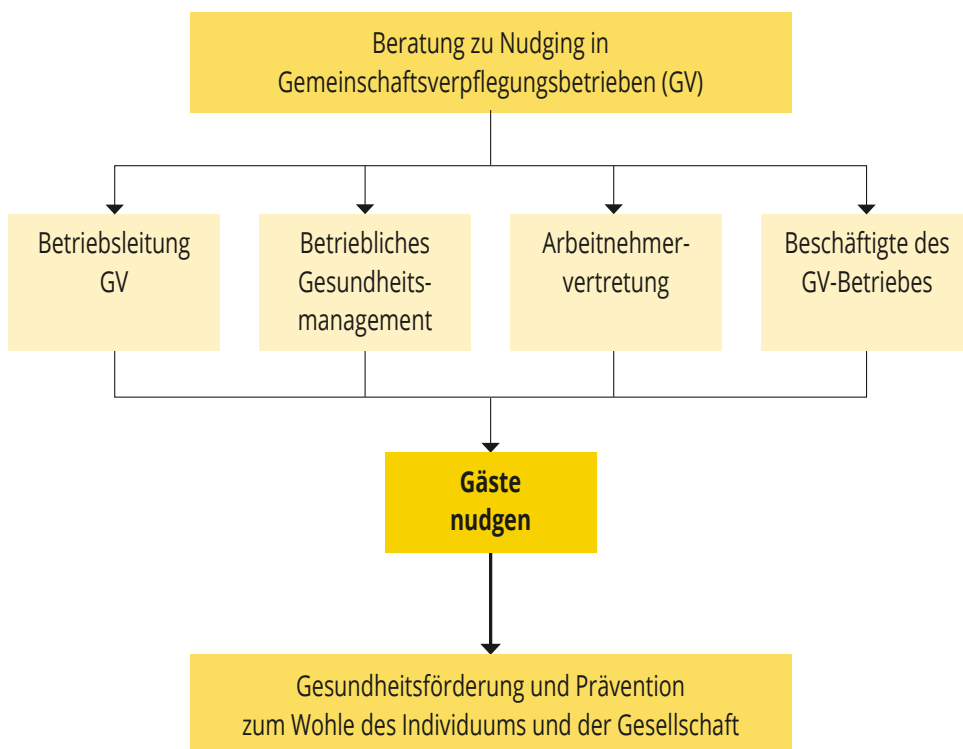 Beratung zu Nudging in
Gemeinschaftsverpflegungsbetrieben (GV)
Betriebsleitung
GV
Betriebliches
Gesundheits-
management
Arbeitnehmer-
vertretung
Beschäftigte des
GV-Betriebes
Gäste
nudgen
Gesundheitsförderung und Prävention
zum Wohle des Individuums und der Gesellschaft